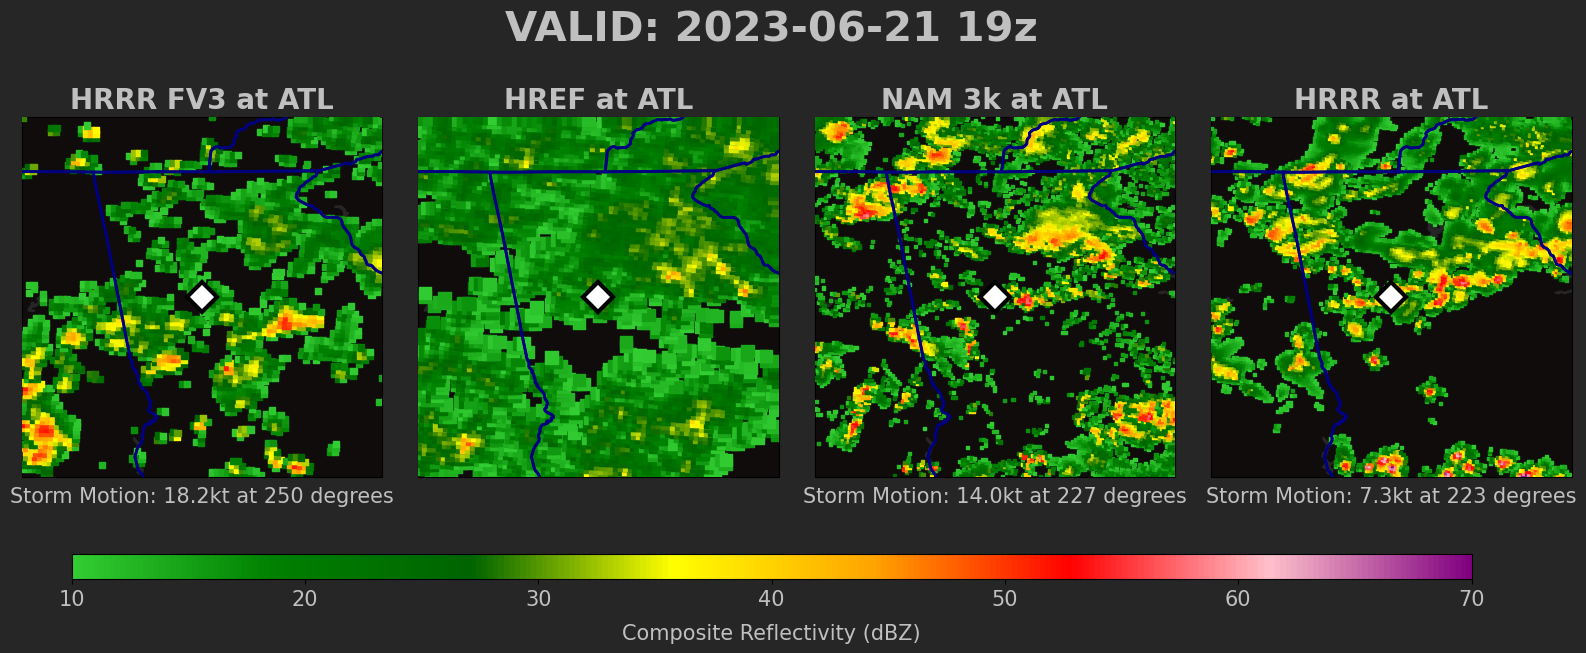 VALID: 2023-06-21 19z
HRRR FV3 at ATL
HREF at ATL
NAM 3k at ATL
HRRR at ATL
Storm Motion: 18.2kt at 250 degrees
Storm Motion: 14.0kt at 227 degrees
Storm Motion: 7.3kt at 223 degrees
10 20 30 40 50 60 70
Composite Reflectivity (dBZ)